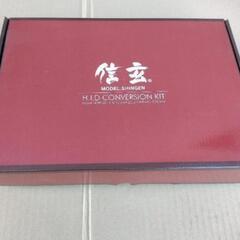 信玄®
MODEL SHINGEN
H.I.D CONVERSION KIT